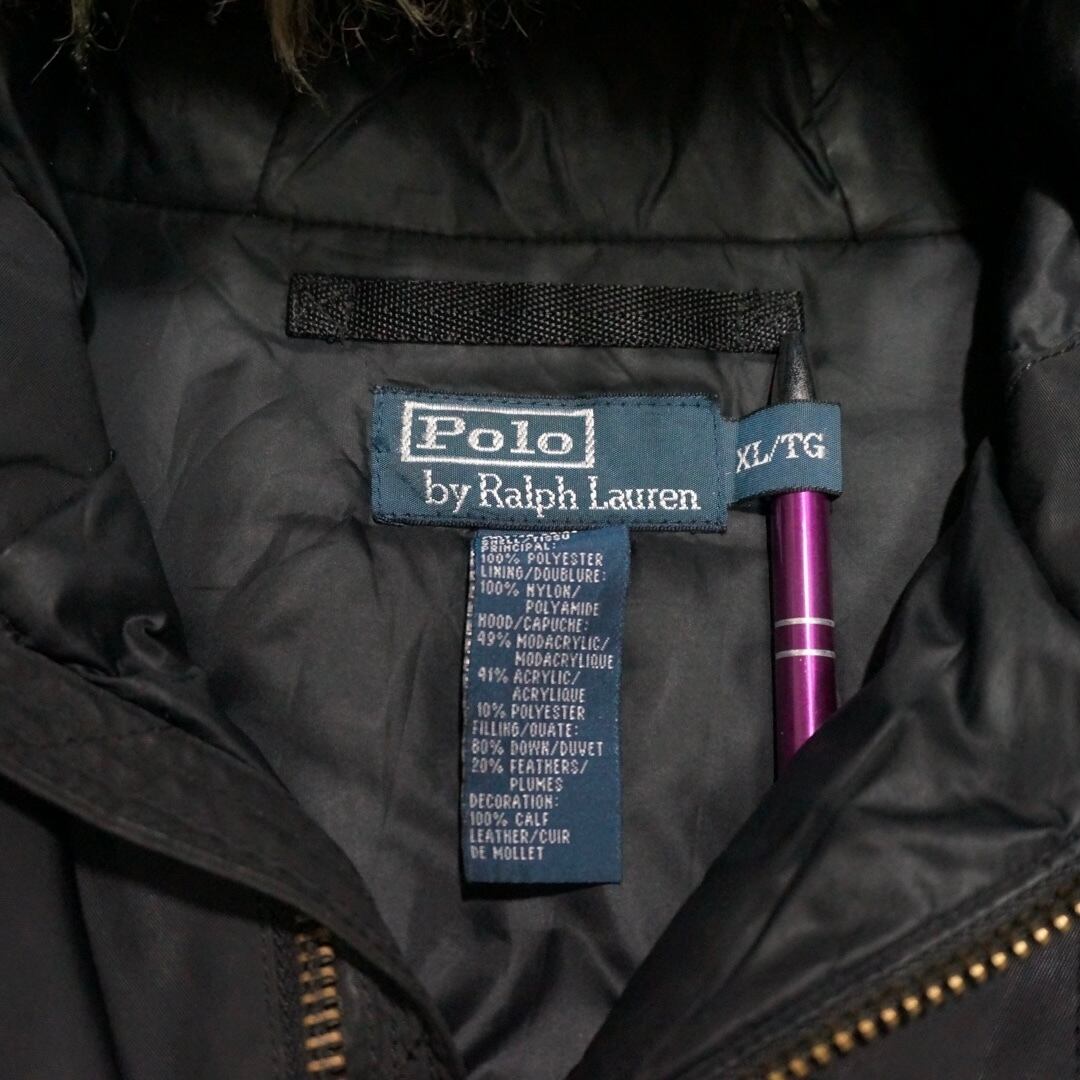 Polo
by Ralph Lauren
XL/TG
PRINCIPAL:
100% POLYESTER
LINING/DOUBLURE:
100% NYLON/
POLYAMIDE
HOOD/CAPUCHE:
49% MODACRYLIC/
MODACRYLIQUE
41% ACRYLIC/
ACRYLIQUE
10% POLYESTER
FILLING/OUATE:
80% DOWN/DUVET
20% FEATHERS/
PLUMES
DECORATION:
100% CALF
LEATHER/CUIR
DE MOLLET